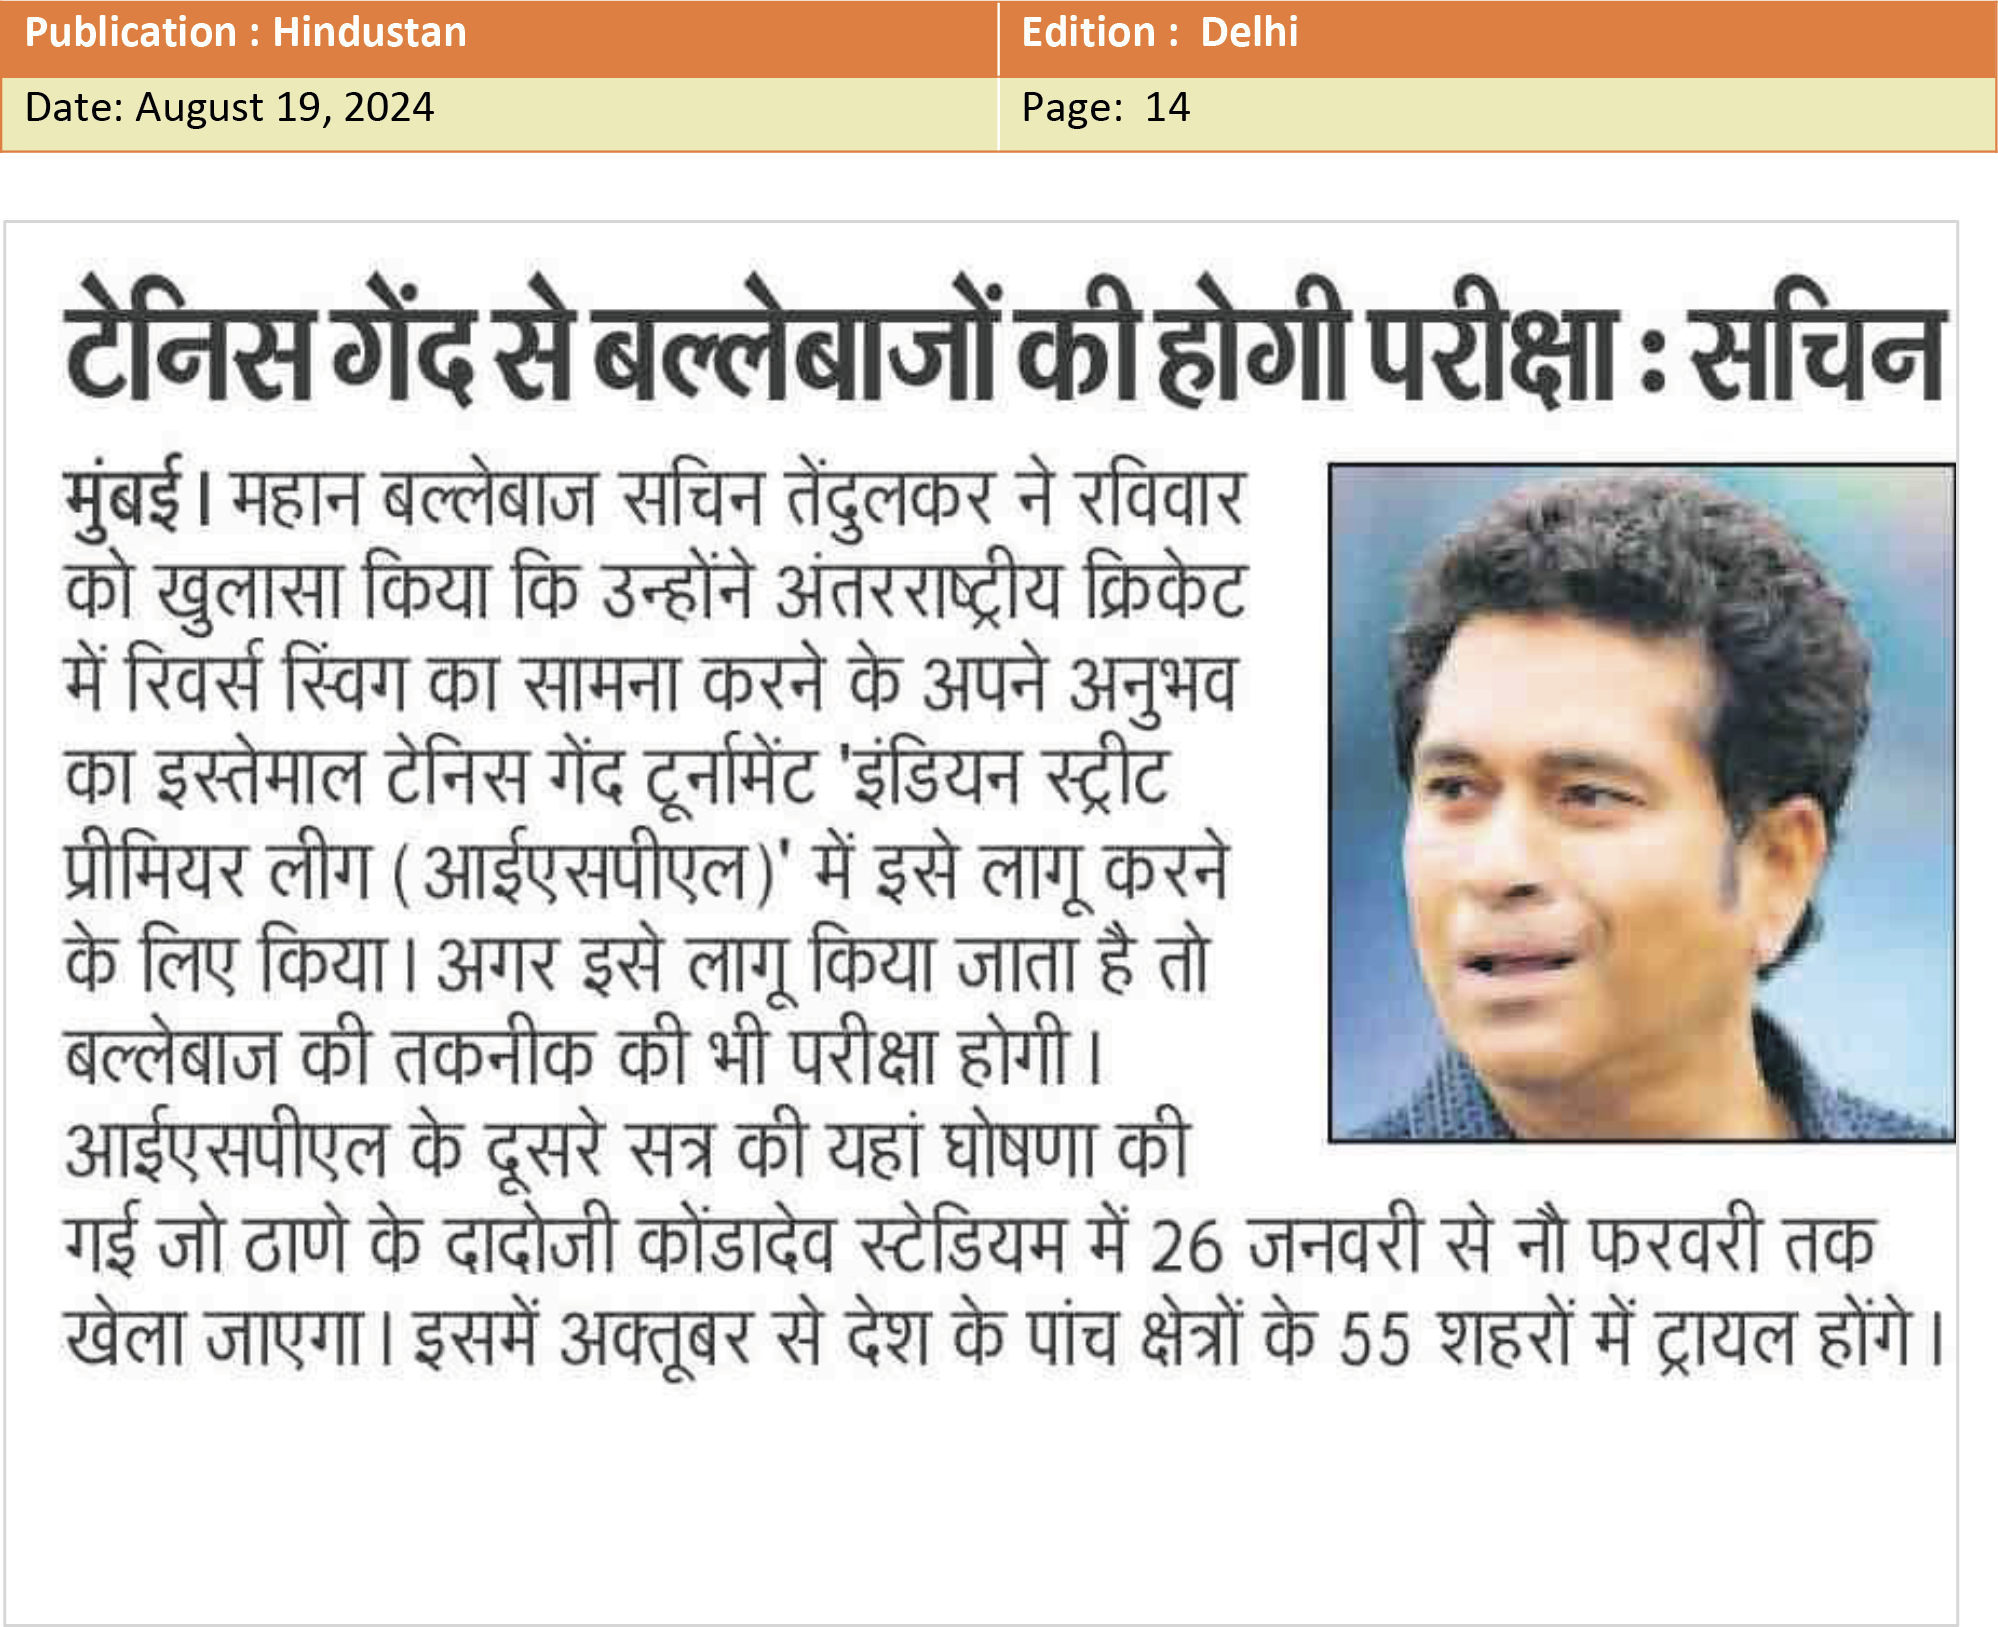 Publication : Hindustan
Edition : Delhi
Date: August 19, 2024
Page: 14
टेनिस गेंद से बल्लेबाजों की होगी परीक्षा : सचिन
मुंबई। महान बल्लेबाज सचिन तेंदुलकर ने रविवार
को खुलासा किया कि उन्होंने अंतरराष्ट्रीय क्रिकेट
में रिवर्स स्विंग का सामना करने के अपने अनुभव
का इस्तेमाल टेनिस गेंद टूर्नामेंट 'इंडियन स्ट्रीट
प्रीमियर लीग (आईएसपीएल)' में इसे लागू करने
के लिए किया। अगर इसे लागू किया जाता है तो
बल्लेबाज की तकनीक की भी परीक्षा होगी।
आईएसपीएल के दूसरे सत्र की यहां घोषणा की
गई जो ठाणे के दादोजी कोंडादेव स्टेडियम में 26 जनवरी से नौ फरवरी तक
खेला जाएगा। इसमें अक्तूबर से देश के पांच क्षेत्रों के 55 शहरों में ट्रायल होंगे।